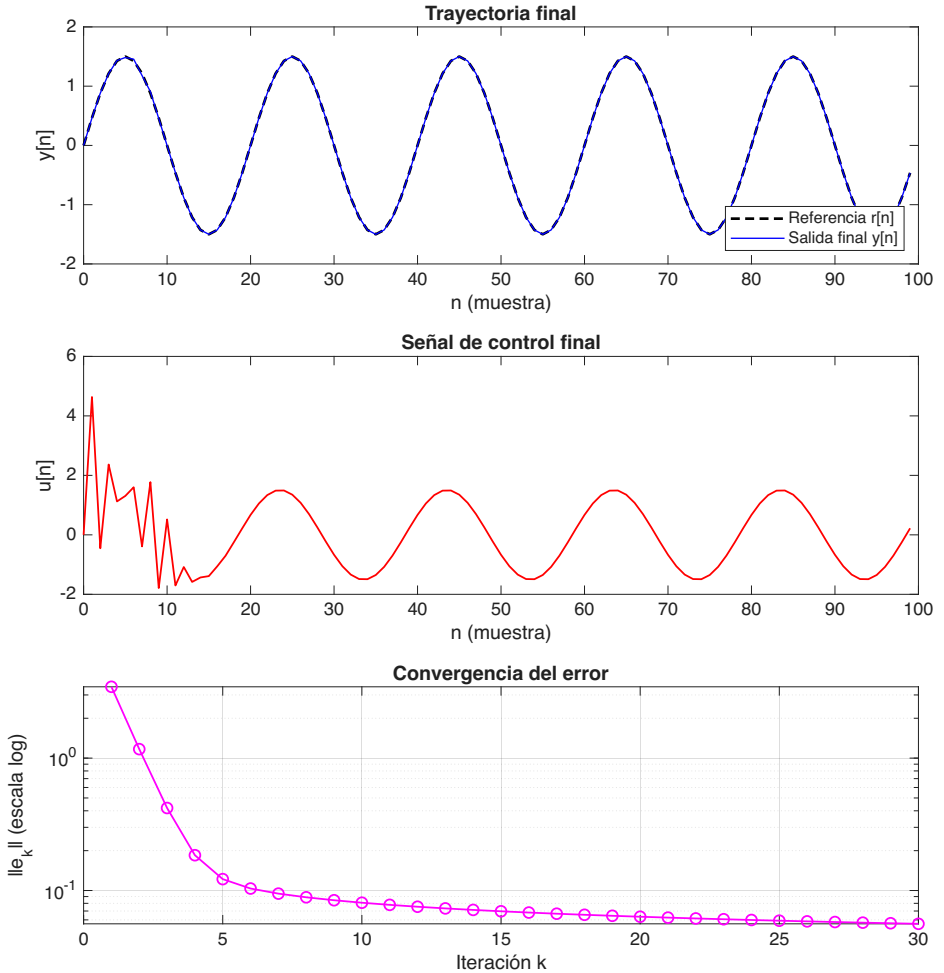 Trayectoria final
2
1
0
-1
-2
y[n]
Referencia r[n]
Salida final y[n]
0 10 20 30 40 50 60 70 80 90 100
n (muestra)
Señal de control final
6
4
2
0
-2
u[n]
0 10 20 30 40 50 60 70 80 90 100
n (muestra)
Convergencia del error
10^0
10^-1
||e_k|| (escala log)
0 5 10 15 20 25 30
Iteración k